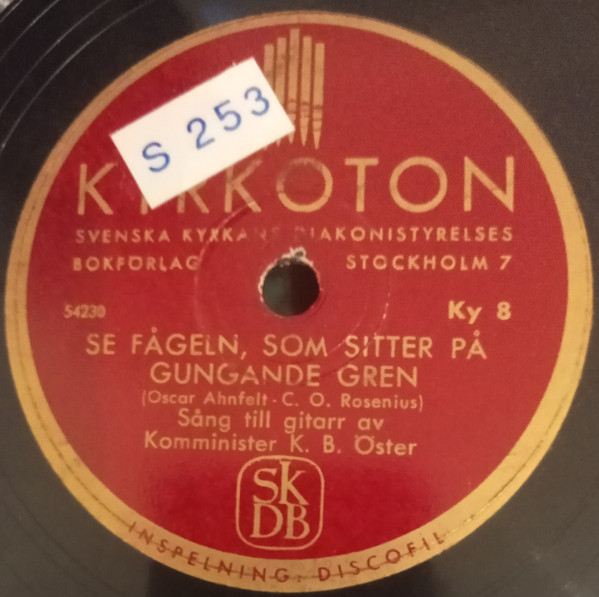 S 253
KYRKOTON
SVENSKA KYRKANS DIAKONISTYRELSES
BOKFÖRLAG STOCKHOLM 7
54230 Ky 8
SE FÅGELN, SOM SITTER PÅ
GUNGANDE GREN
(Oscar Ahnfelt - C. O. Rosenius)
Sång till gitarr av
Komminister K. B. Öster
SK
DB
INSPELNING: DISCOFIL